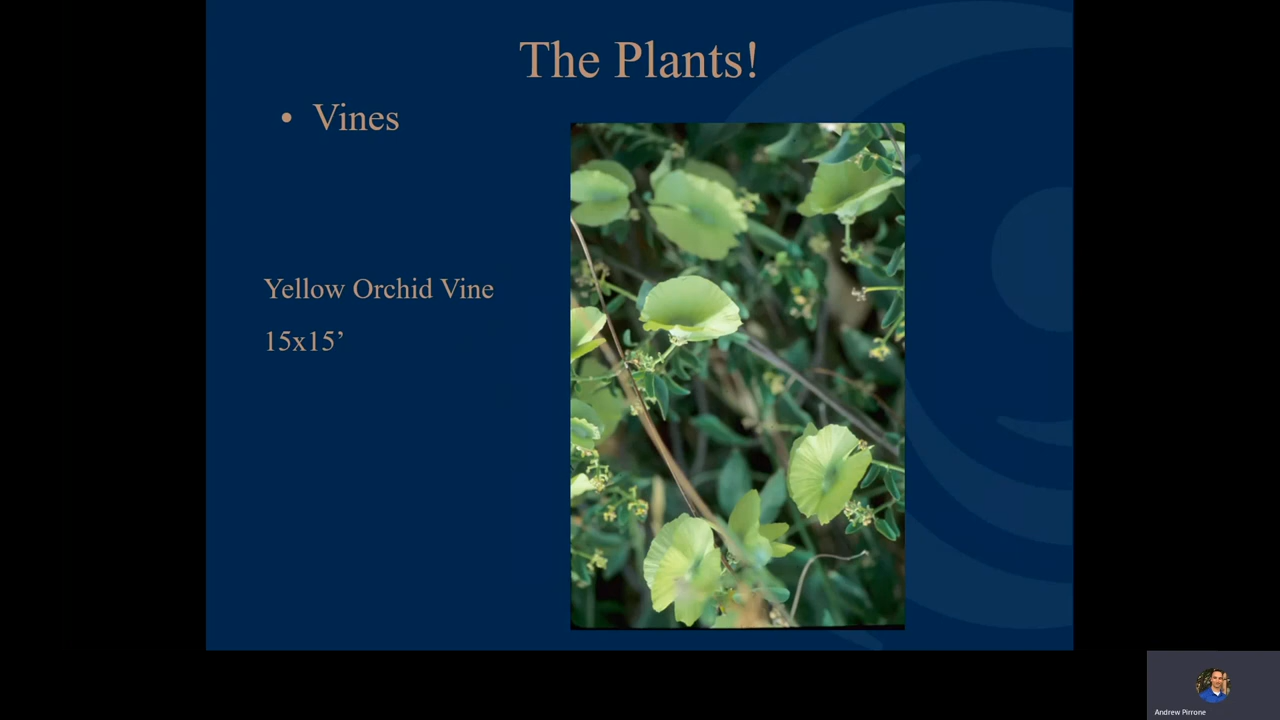 The Plants!
• Vines
Yellow Orchid Vine
15x15’
Andrew Pirrone